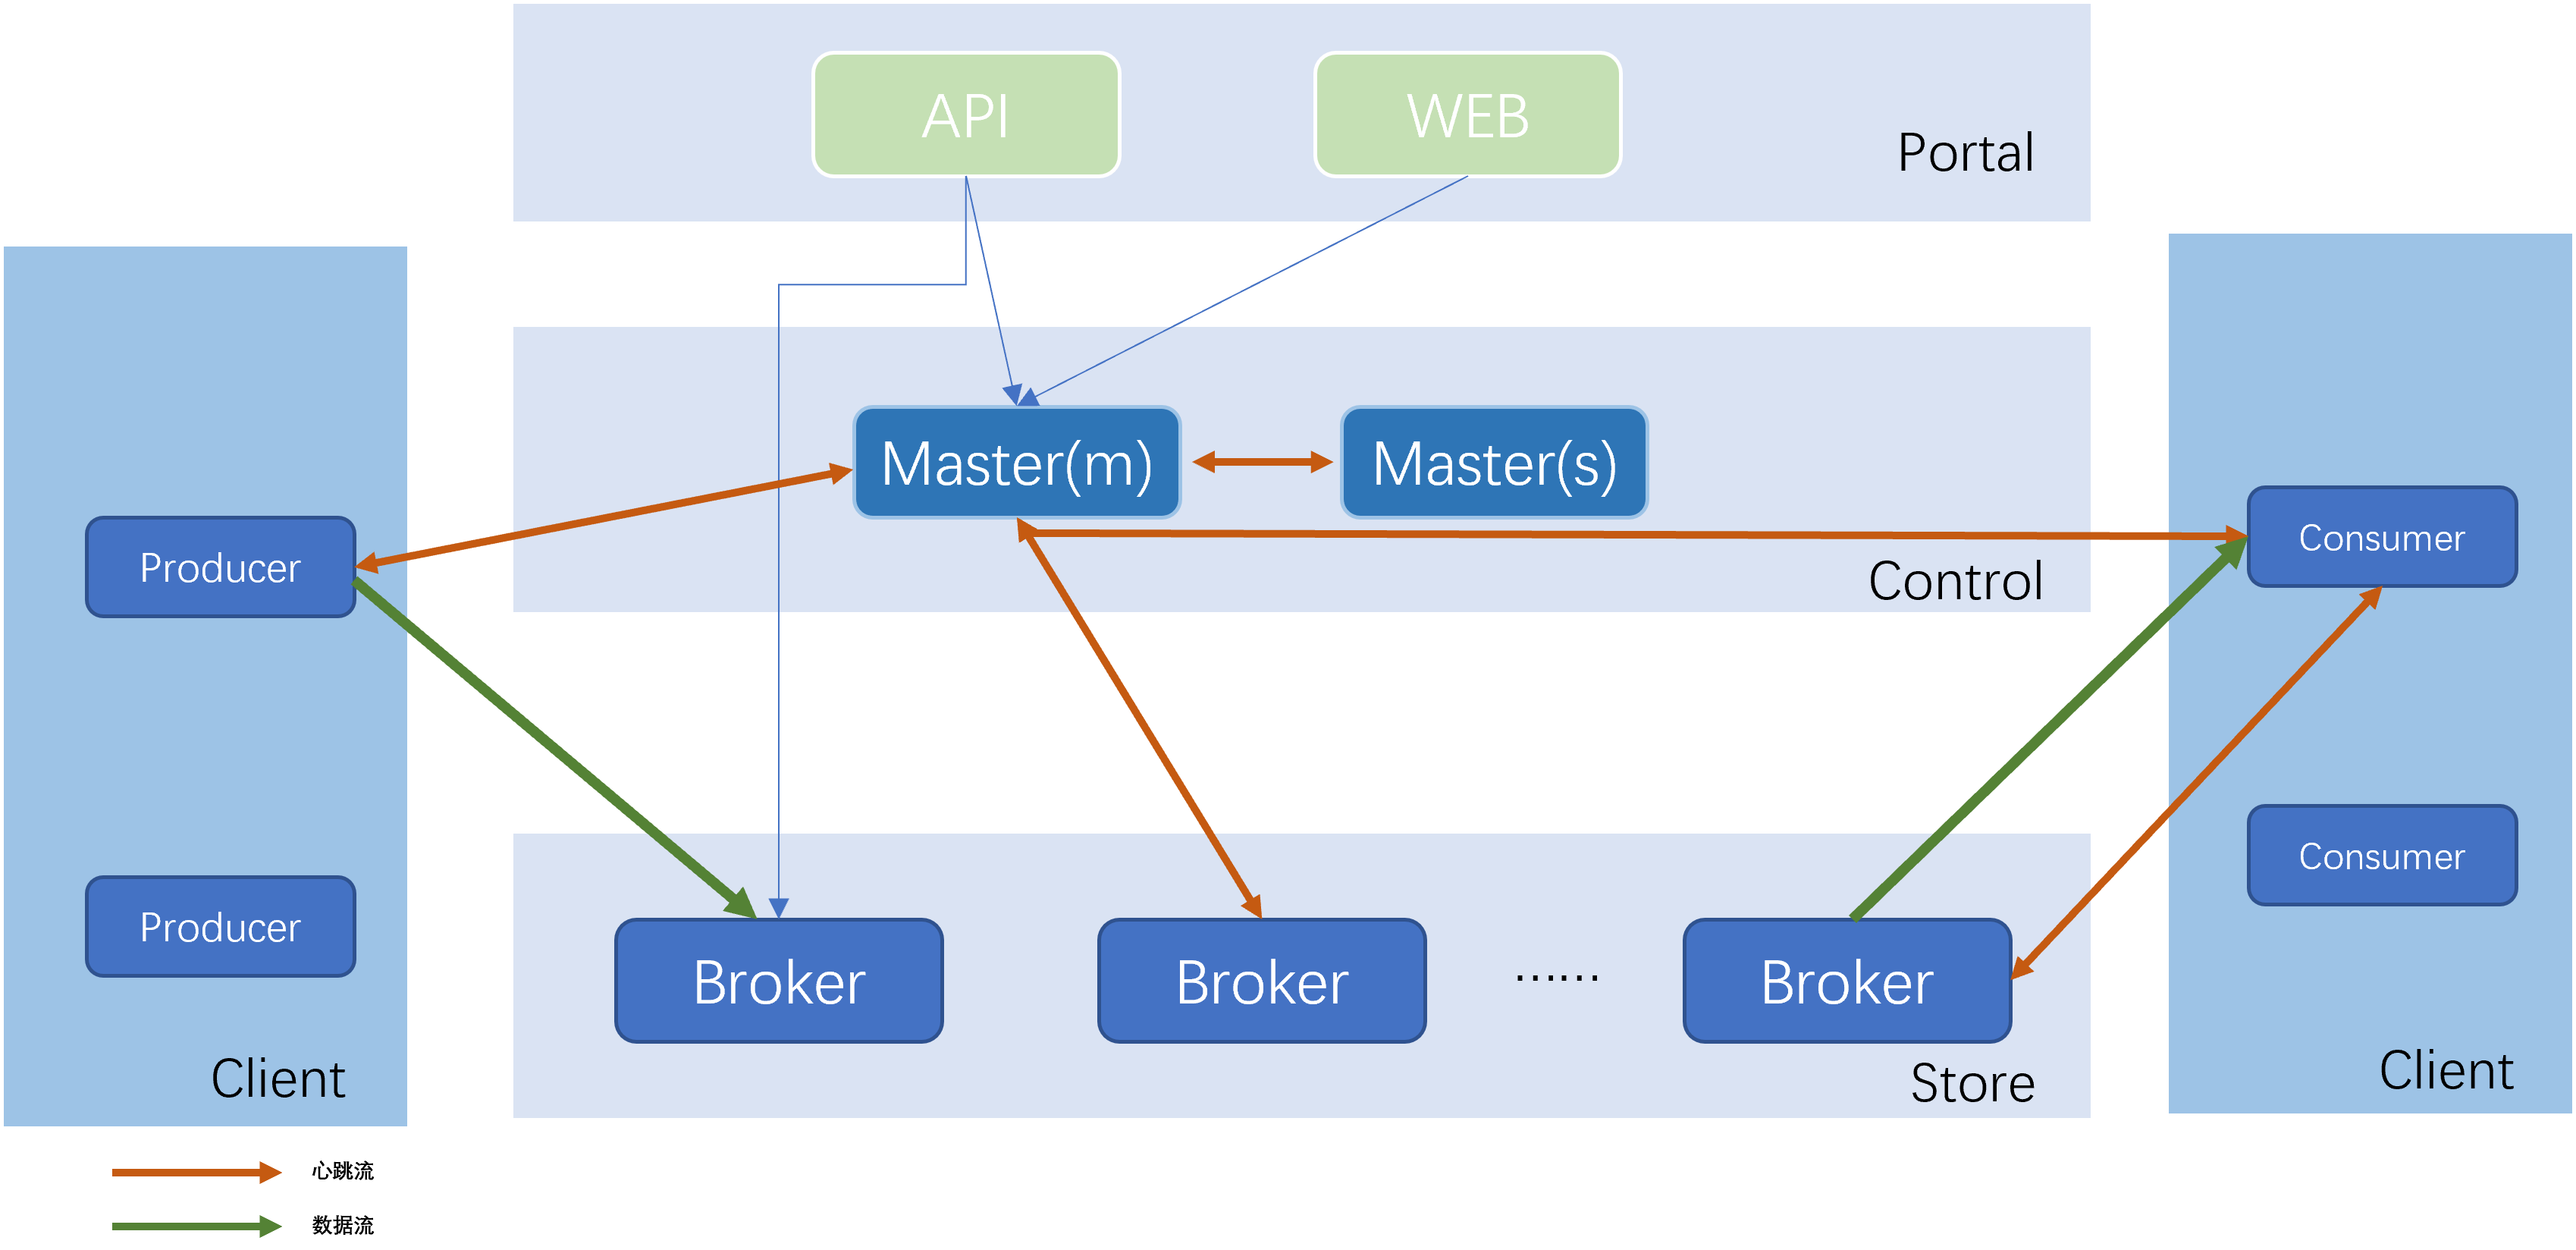 API
WEB
Portal
Master(m)
Master(s)
Control
Producer
Producer
Client
Consumer
Consumer
Client
Broker
Broker
……
Broker
Store
心跳流
数据流